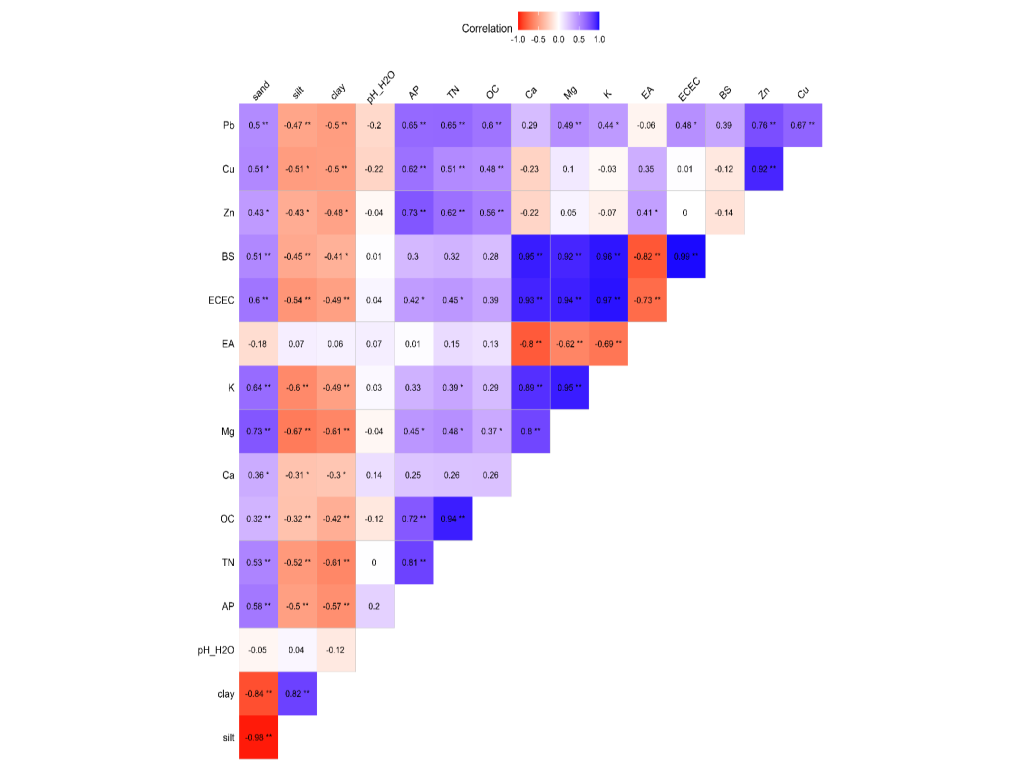 Correlation
-1.0 -0.5 0.0 0.5 1.0
sand silt clay pH_H2O AP TN OC Ca Mg K EA ECEC BS Zn Cu
Pb 0.5 ** -0.47 ** -0.5 ** -0.2 0.65 ** 0.65 ** 0.6 ** 0.29 0.49 ** 0.44 * -0.06 0.48 * 0.39 0.76 ** 0.67 **
Cu 0.51 * -0.51 * -0.5 ** -0.22 0.62 ** 0.51 ** 0.48 ** -0.23 0.1 -0.03 0.35 0.01 -0.12 0.92 **
Zn 0.43 * -0.43 * -0.48 * -0.04 0.73 ** 0.62 ** 0.56 ** -0.22 0.05 -0.07 0.41 * 0 -0.14
BS 0.51 ** -0.45 ** -0.41 * 0.01 0.3 0.32 0.28 0.95 ** 0.92 ** 0.96 ** -0.82 ** 0.99 **
ECEC 0.6 ** -0.54 ** -0.49 ** 0.04 0.42 * 0.45 * 0.39 0.93 ** 0.94 ** 0.97 ** -0.73 **
EA -0.18 0.07 0.06 0.07 0.01 0.15 0.13 -0.8 ** -0.62 ** -0.69 **
K 0.64 ** -0.6 ** -0.49 ** 0.03 0.33 0.39 * 0.29 0.89 ** 0.95 **
Mg 0.73 ** -0.67 ** -0.61 ** -0.04 0.45 * 0.48 * 0.37 * 0.8 **
Ca 0.36 * -0.31 * -0.3 * 0.14 0.25 0.26 0.26
OC 0.32 ** -0.32 ** -0.42 ** -0.12 0.72 ** 0.94 **
TN 0.53 ** -0.52 ** -0.61 ** 0 0.81 **
AP 0.58 ** -0.5 ** -0.57 ** 0.2
pH_H2O -0.05 0.04 -0.12
clay -0.84 ** 0.82 **
silt -0.98 **